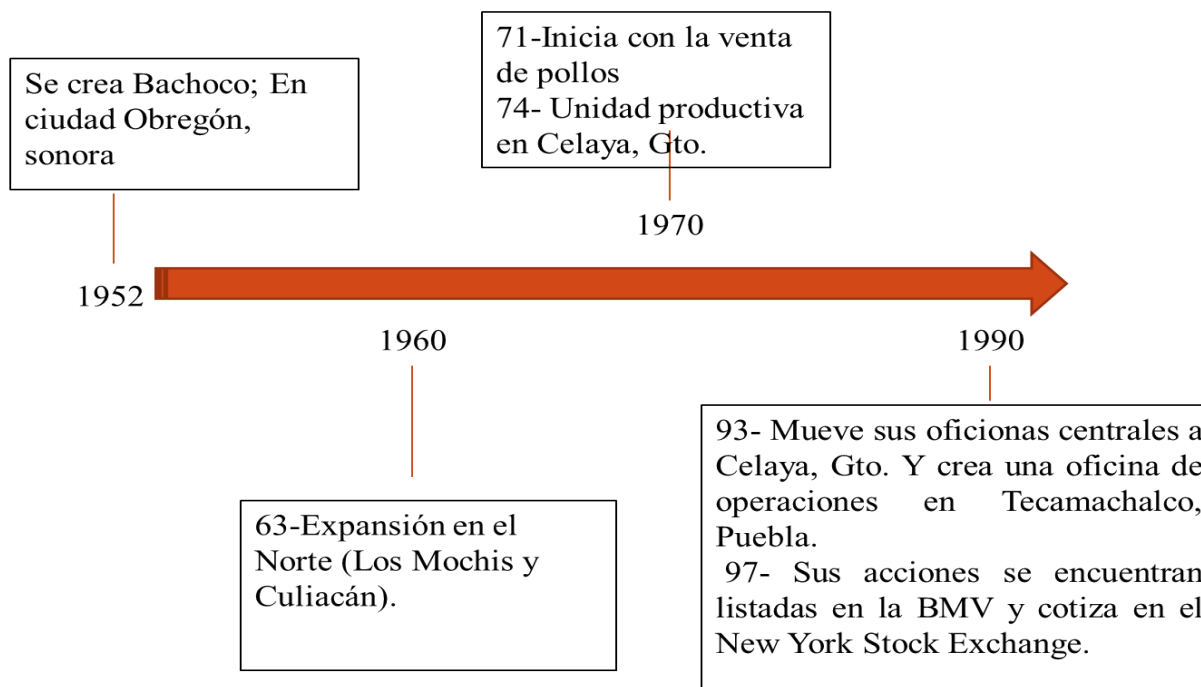 Se crea Bachoco; En
ciudad Obregón,
sonora
1952
63-Expansión en el
Norte (Los Mochis y
Culiacán).
1960
71-Inicia con la venta
de pollos
74- Unidad productiva
en Celaya, Gto.
1970
1990
93- Mueve sus oficionas centrales a
Celaya, Gto. Y crea una oficina de
operaciones en Tecamachalco,
Puebla.
97- Sus acciones se encuentran
listadas en la BMV y cotiza en el
New York Stock Exchange.